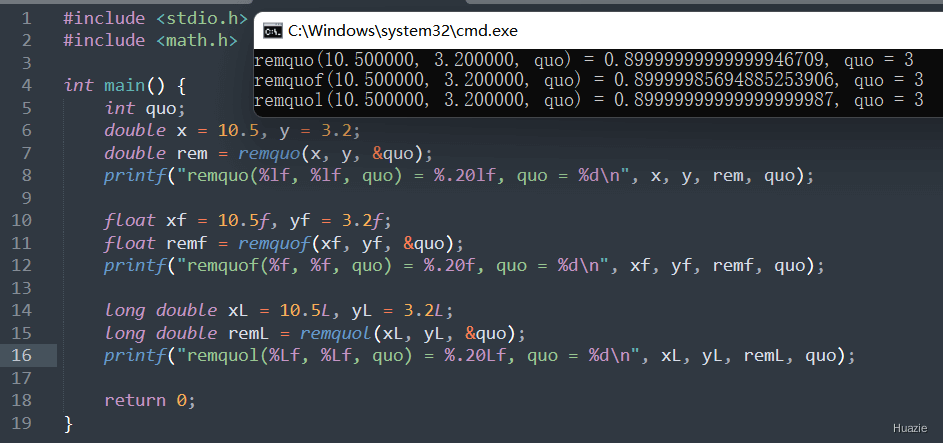 1 #include <stdio.h>
2 #include <math.h>
3
4 int main() {
5 int quo;
6 double x = 10.5, y = 3.2;
7 double rem = remquo(x, y, &quo);
8 printf("remquo(%lf, %lf, quo) = %.20lf, quo = %d\n", x, y, rem, quo);
9
10 float xf = 10.5f, yf = 3.2f;
11 float remf = remquof(xf, yf, &quo);
12 printf("remquof(%f, %f, quo) = %.20f, quo = %d\n", xf, yf, remf, quo);
13
14 long double xL = 10.5L, yL = 3.2L;
15 long double remL = remquol(xL, yL, &quo);
16 printf("remquol(%Lf, %Lf, quo) = %.20Lf, quo = %d\n", xL, yL, remL, quo);
17
18 return 0;
19 }
C:\Windows\system32\cmd.exe
remquo(10.500000, 3.200000, quo) = 0.89999999999999946709, quo = 3
remquof(10.500000, 3.200000, quo) = 0.89999985694885253906, quo = 3
remquol(10.500000, 3.200000, quo) = 0.89999999999999999987, quo = 3
Huazie